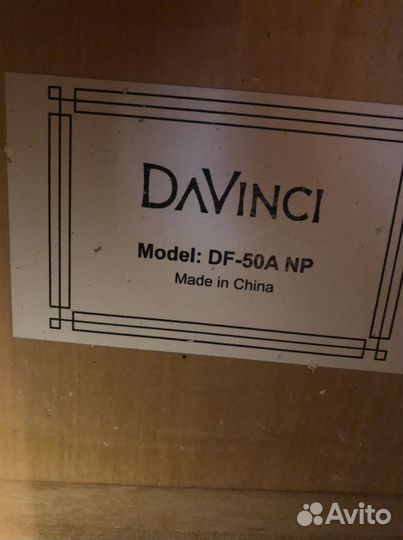 DAVINCI
Model: DF-50A NP
Made in China
Avito